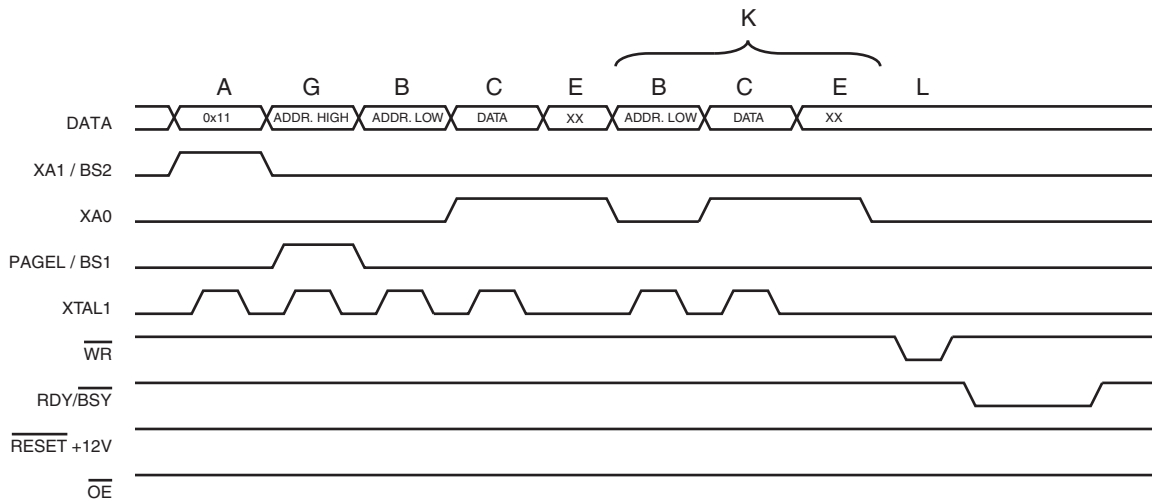 K
A G B C E B C E L
DATA 0x11 ADDR. HIGH ADDR. LOW DATA XX ADDR. LOW DATA XX
XA1 / BS2
XA0
PAGEL / BS1
XTAL1
WR
RDY/BSY
RESET +12V
OE